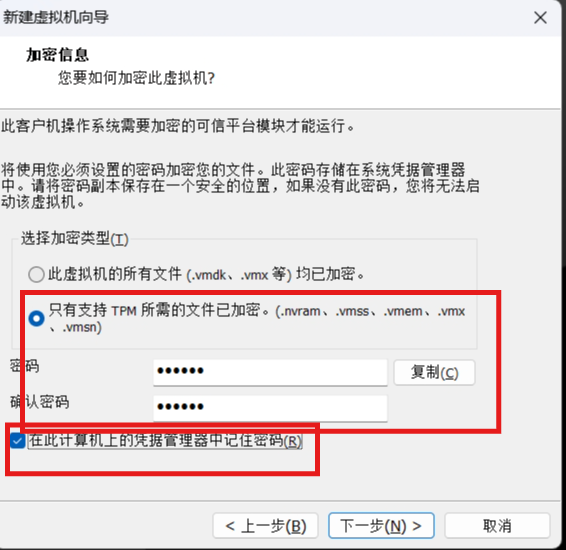 新建虚拟机向导
加密信息
您要如何加密此虚拟机?
此客户机操作系统需要加密的可信平台模块才能运行。
将使用您必须设置的密码加密您的文件。此密码存储在系统凭据管理器
中。请将密码副本保存在一个安全的位置，如果没有此密码，您将无法启
动该虚拟机。
选择加密类型(T)
此虚拟机的所有文件 (.vmdk、.vmx 等) 均已加密。
只有支持 TPM 所需的文件已加密。(.nvram、.vmss、.vmem、.vmx
、.vmsn)
密码 •••••• 复制(C)
确认密码 ••••••
在此计算机上的凭据管理器中记住密码(R)
< 上一步(B) 下一步(N) > 取消